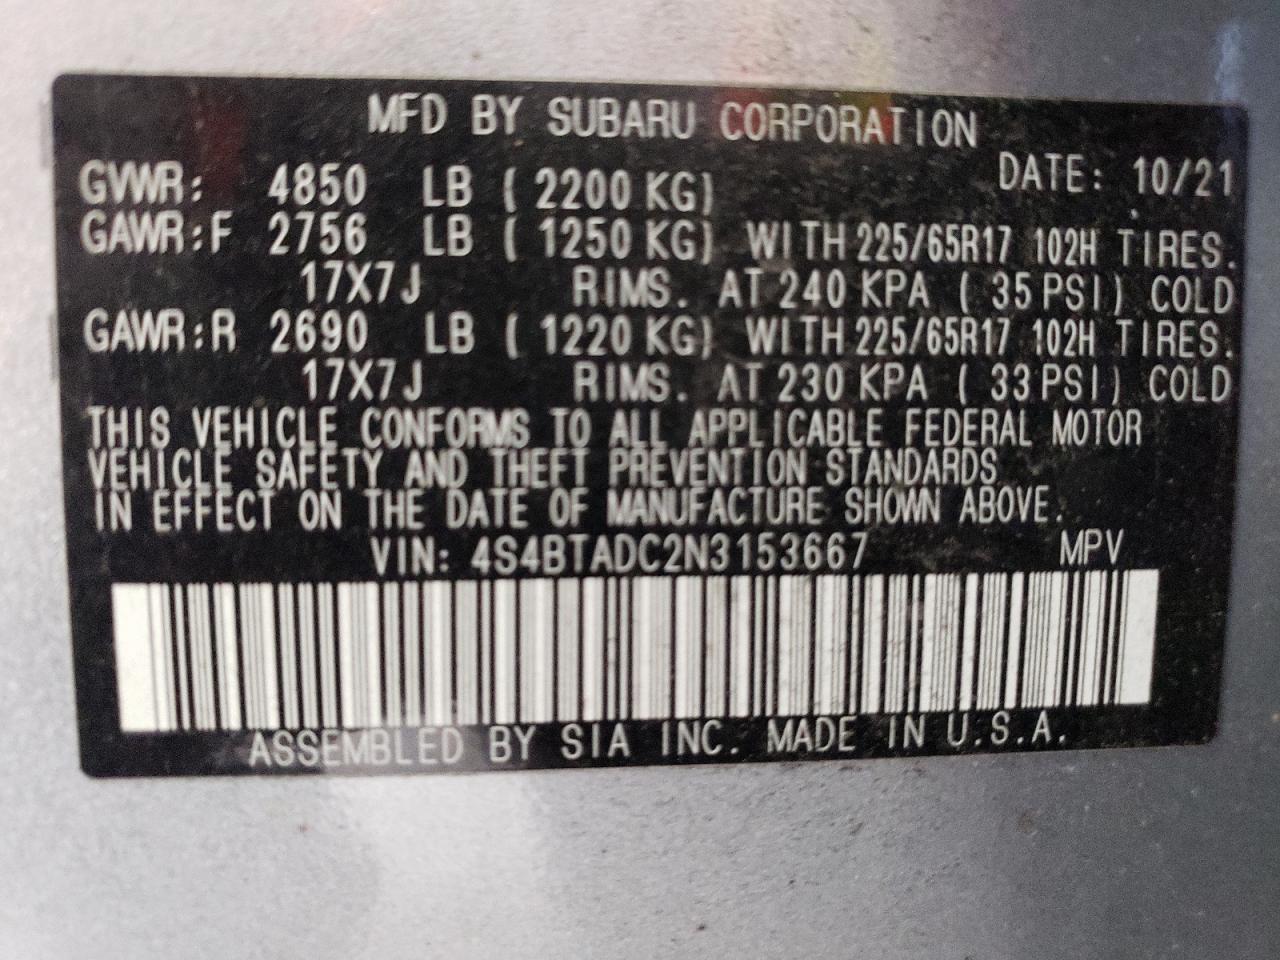 MFD BY SUBARU CORPORATION
DATE: 10/21
GVWR: 4850 LB ( 2200 KG)
GAWR:F 2756 LB ( 1250 KG) WITH 225/65R17 102H TIRES.
17X7J RIMS. AT 240 KPA ( 35 PSI) COLD
GAWR:R 2690 LB ( 1220 KG) WITH 225/65R17 102H TIRES.
17X7J RIMS. AT 230 KPA ( 33 PSI) COLD
THIS VEHICLE CONFORMS TO ALL APPLICABLE FEDERAL MOTOR
VEHICLE SAFETY AND THEFT PREVENTION STANDARDS
IN EFFECT ON THE DATE OF MANUFACTURE SHOWN ABOVE.
VIN: 4S4BTADC2N3153667 MPV
ASSEMBLED BY SIA INC. MADE IN U.S.A.